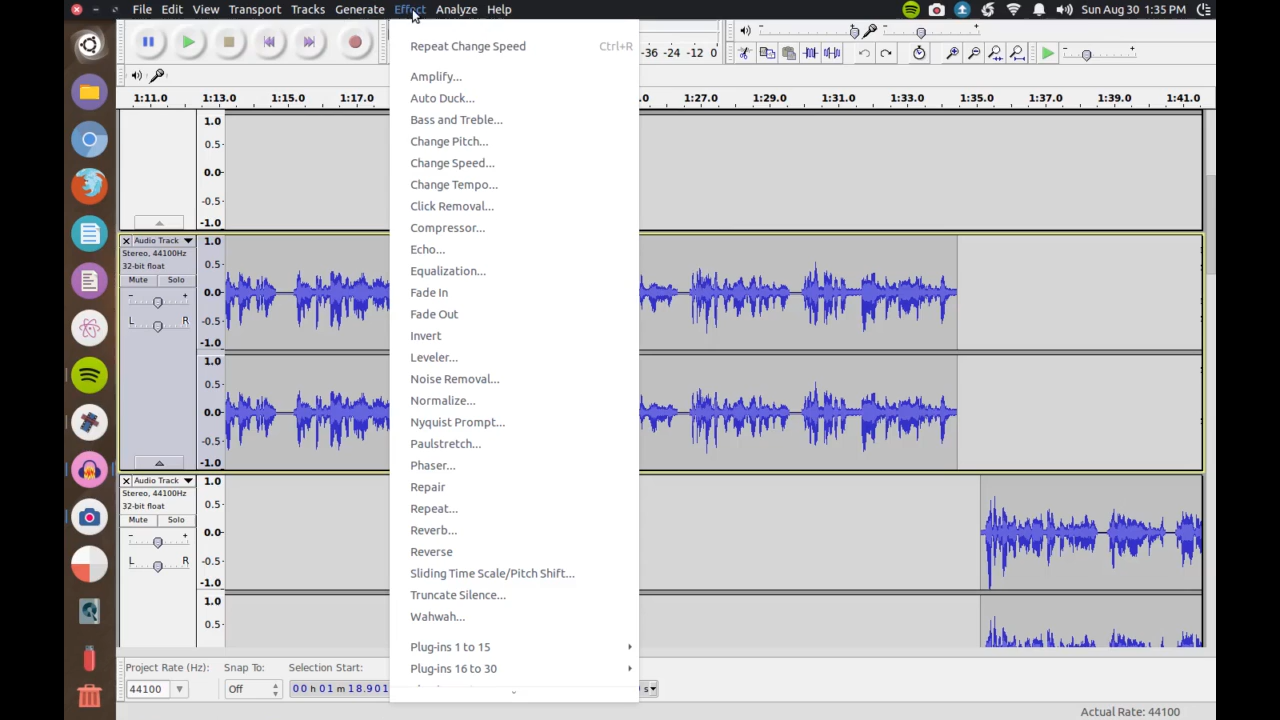 File Edit View Transport Tracks Generate Effect Analyze Help
Sun Aug 30 1:35 PM
-36 -24 -12 0
1:11.0 1:13.0 1:15.0 1:17.0 1:27.0 1:29.0 1:31.0 1:33.0 1:35.0 1:37.0 1:39.0 1:41.0
Repeat Change Speed Ctrl+R
Amplify...
Auto Duck...
Bass and Treble...
Change Pitch...
Change Speed...
Change Tempo...
Click Removal...
Compressor...
Echo...
Equalization...
Fade In
Fade Out
Invert
Leveler...
Noise Removal...
Normalize...
Nyquist Prompt...
Paulstretch...
Phaser...
Repair
Repeat...
Reverb...
Reverse
Sliding Time Scale/Pitch Shift...
Truncate Silence...
Wahwah...
Plug-ins 1 to 15
Plug-ins 16 to 30
1.0
0.5
0.0
-0.5
-1.0
Audio Track 1.0
Stereo, 44100Hz
32-bit float 0.5
Mute Solo
- + 0.0
L R -0.5
-1.0
1.0
0.5
0.0
-0.5
-1.0
Audio Track 1.0
Stereo, 44100Hz
32-bit float 0.5
Mute Solo
- + 0.0
L R -0.5
-1.0
1.0
0.5
Project Rate (Hz): Snap To: Selection Start:
44100 Off 00 h 01 m 18.901
Actual Rate: 44100